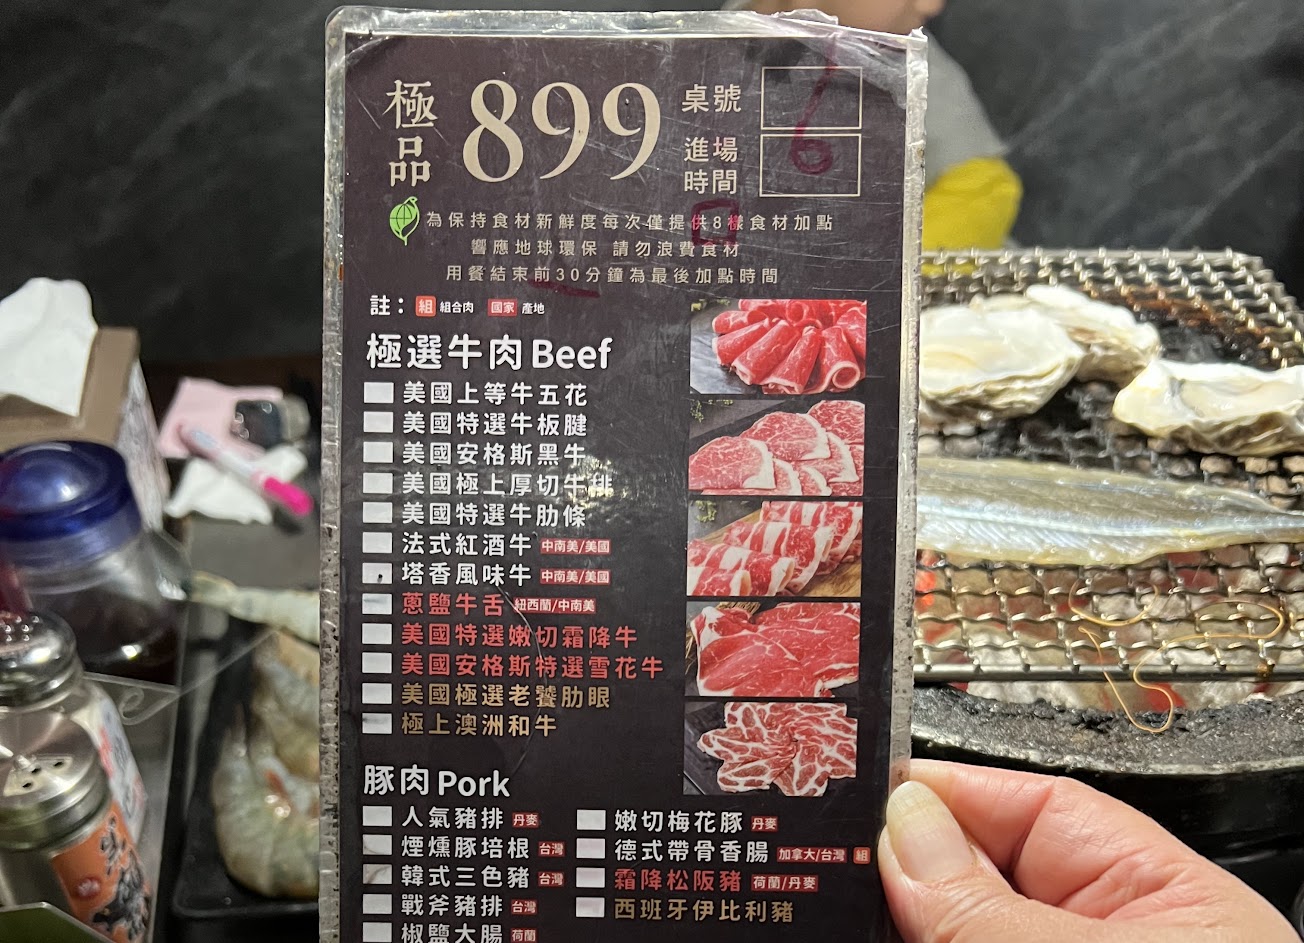 極品 899
桌號
進場時間
6
為保持食材新鮮度每次僅提供8樣食材加點
響應地球環保 請勿浪費食材
用餐結束前30分鐘為最後加點時間
註： 組 組合肉 國家 產地
極選牛肉Beef
美國上等牛五花
美國特選牛板腱
美國安格斯黑牛
美國極上厚切牛排
美國特選牛肋條
法式紅酒牛 中南美/美國
塔香風味牛 中南美/美國
蔥鹽牛舌 紐西蘭/中南美
美國特選嫩切霜降牛
美國安格斯特選雪花牛
美國極選老饕肋眼
極上澳洲和牛
豚肉Pork
人氣豬排 丹麥
煙燻豚培根 台灣
韓式三色豬 台灣
戰斧豬排 台灣
椒鹽大腸 荷蘭
嫩切梅花豚 丹麥
德式帶骨香腸 加拿大/台灣 組
霜降松阪豬 荷蘭/丹麥
西班牙伊比利豬